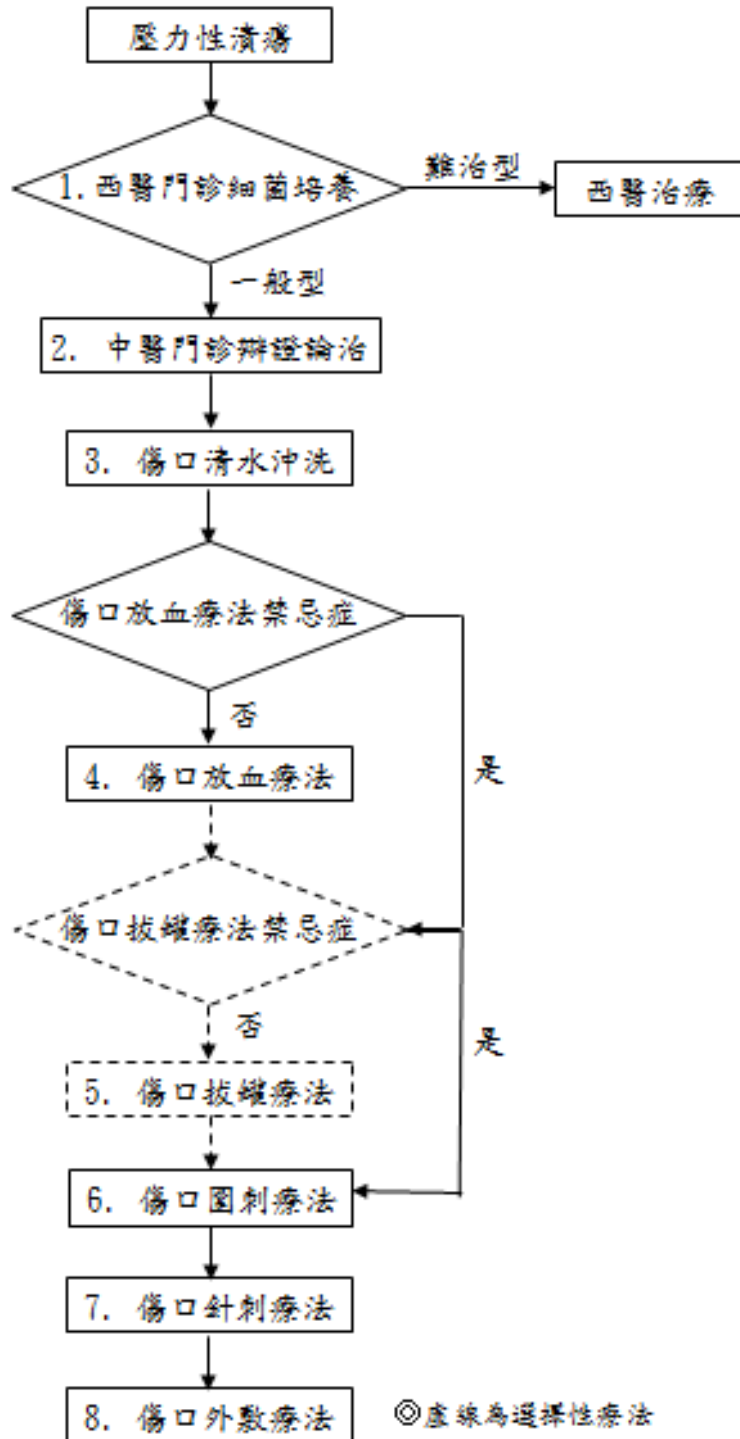 壓力性潰瘍
1.西醫門診細菌培養
難治型
西醫治療
一般型
2. 中醫門診辨證論治
3. 傷口清水沖洗
傷口放血療法禁忌症
否
4. 傷口放血療法
是
傷口拔罐療法禁忌症
否
是
5. 傷口拔罐療法
6. 傷口圍刺療法
7. 傷口針刺療法
8. 傷口外敷療法
◎虛線為選擇性療法